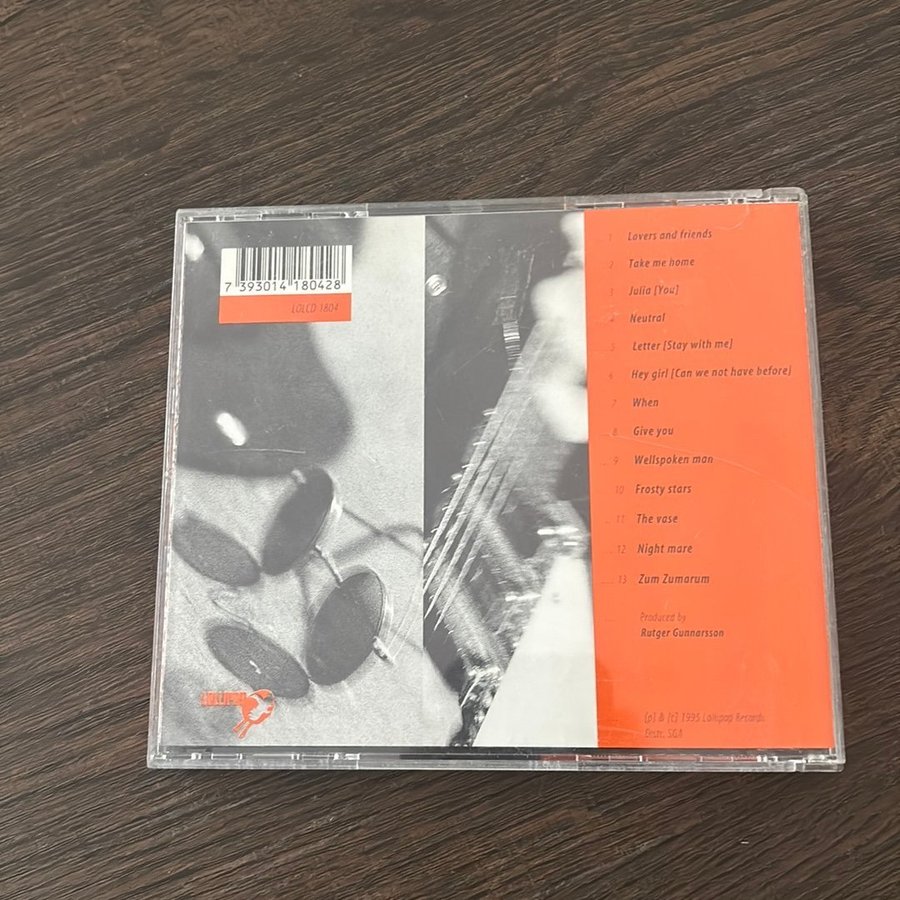 7 393014 180428
LOLCD 1804
1 Lovers and friends
2 Take me home
3 Julia [You]
4 Neutral
5 Letter [Stay with me]
6 Hey girl [Can we not have before]
7 When
8 Give you
9 Wellspoken man
10 Frosty stars
11 The vase
12 Night mare
13 Zum Zumarum
Produced by
Rutger Gunnarsson
[p] & [c] 1995 Lollipop Records
SGA